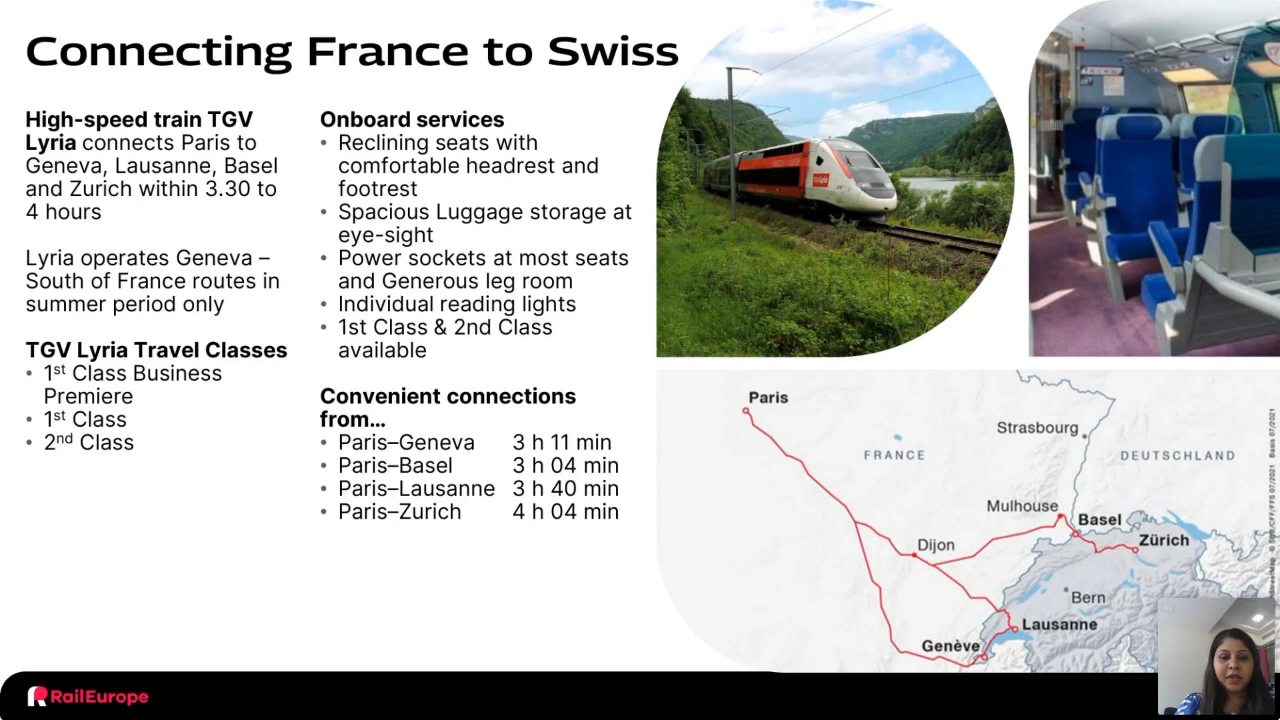 Connecting France to Swiss
High-speed train TGV
Lyria connects Paris to
Geneva, Lausanne, Basel
and Zurich within 3.30 to
4 hours
Lyria operates Geneva –
South of France routes in
summer period only
TGV Lyria Travel Classes
• 1st Class Business
Premiere
• 1st Class
• 2nd Class
Onboard services
• Reclining seats with
comfortable headrest and
footrest
• Spacious Luggage storage at
eye-sight
• Power sockets at most seats
and Generous leg room
• Individual reading lights
• 1st Class & 2nd Class
available
Convenient connections
from...
• Paris–Geneva 3 h 11 min
• Paris–Basel 3 h 04 min
• Paris–Lausanne 3 h 40 min
• Paris–Zurich 4 h 04 min
Paris
Strasbourg
FRANCE
DEUTSCHLAND
Mulhouse
Basel
Zürich
Dijon
Bern
Lausanne
Genève
RailEurope